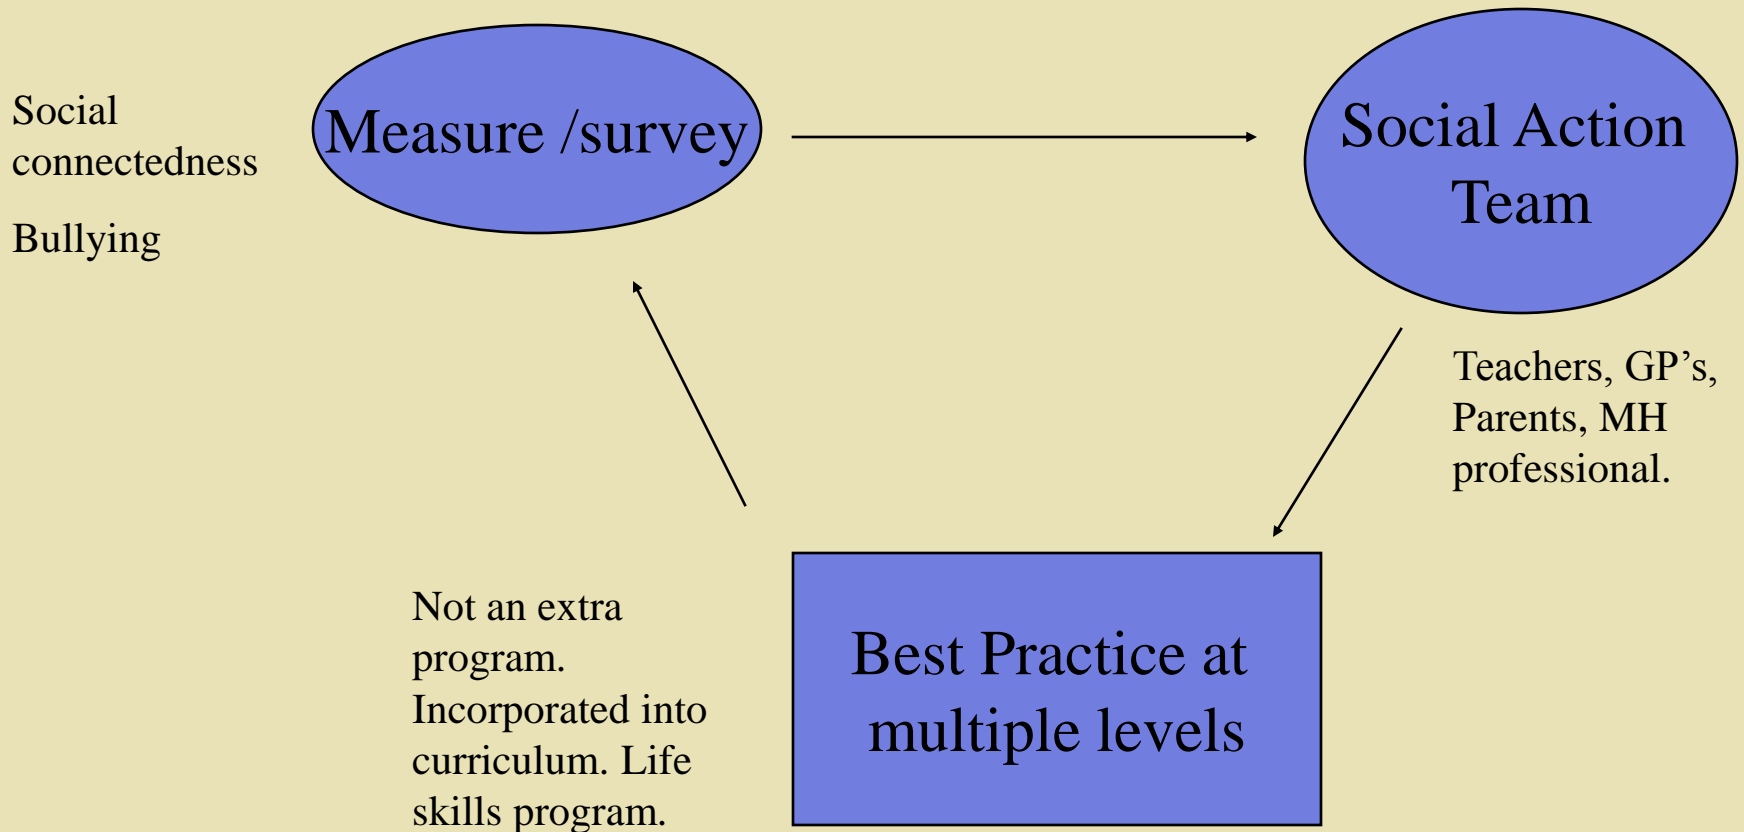 Social
connectedness
Bullying
Measure /survey
Social Action
Team
Teachers, GP’s,
Parents, MH
professional.
Not an extra
program.
Incorporated into
curriculum. Life
skills program.
Best Practice at
multiple levels